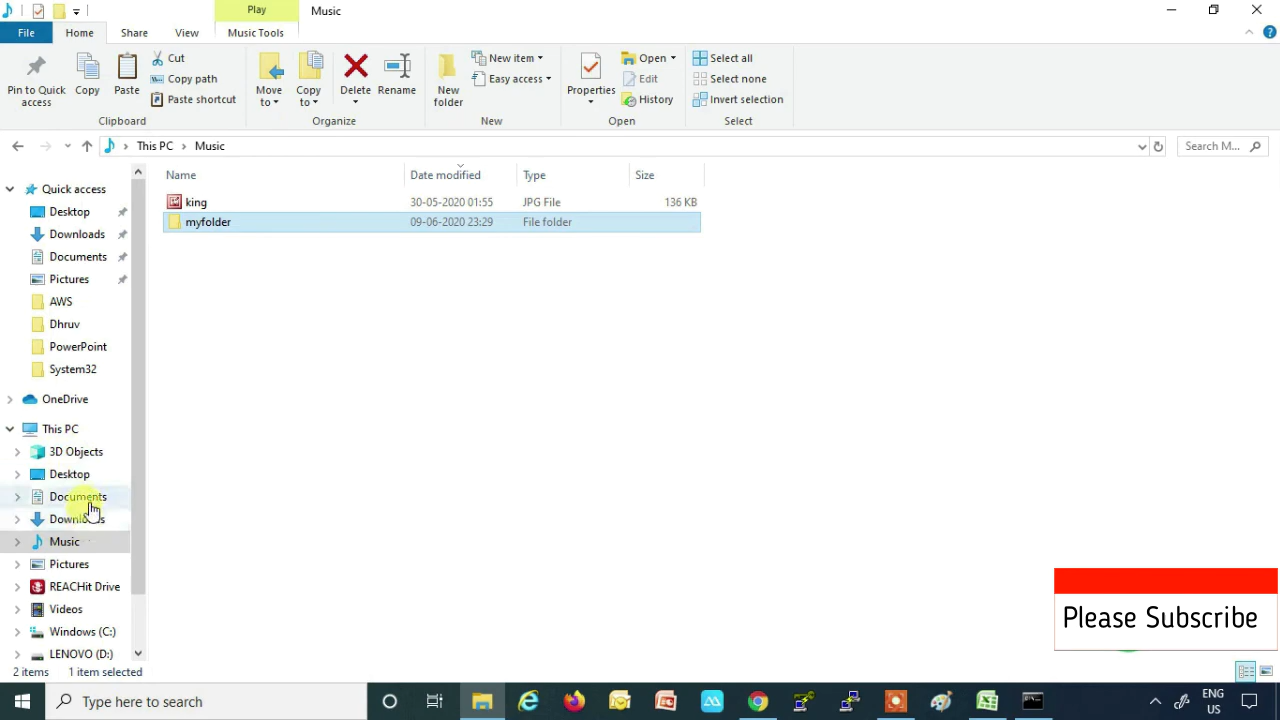 Play
Music
File
Home
Share
View
Music Tools
Pin to Quick access
Copy
Paste
Cut
Copy path
Paste shortcut
Clipboard
Move to
Copy to
Delete
Rename
Organize
New folder
New item
Easy access
New
Properties
Open
Edit
History
Open
Select all
Select none
Invert selection
Select
This PC > Music
Search M...
Name
Date modified
Type
Size
king 30-05-2020 01:55 JPG File 136 KB
myfolder 09-06-2020 23:29 File folder
Quick access
Desktop
Downloads
Documents
Pictures
AWS
Dhruv
PowerPoint
System32
OneDrive
This PC
3D Objects
Desktop
Documents
Downloads
Music
Pictures
REACHit Drive
Videos
Windows (C:)
LENOVO (D:)
Please Subscribe
2 items
1 item selected
Type here to search
ENG
US